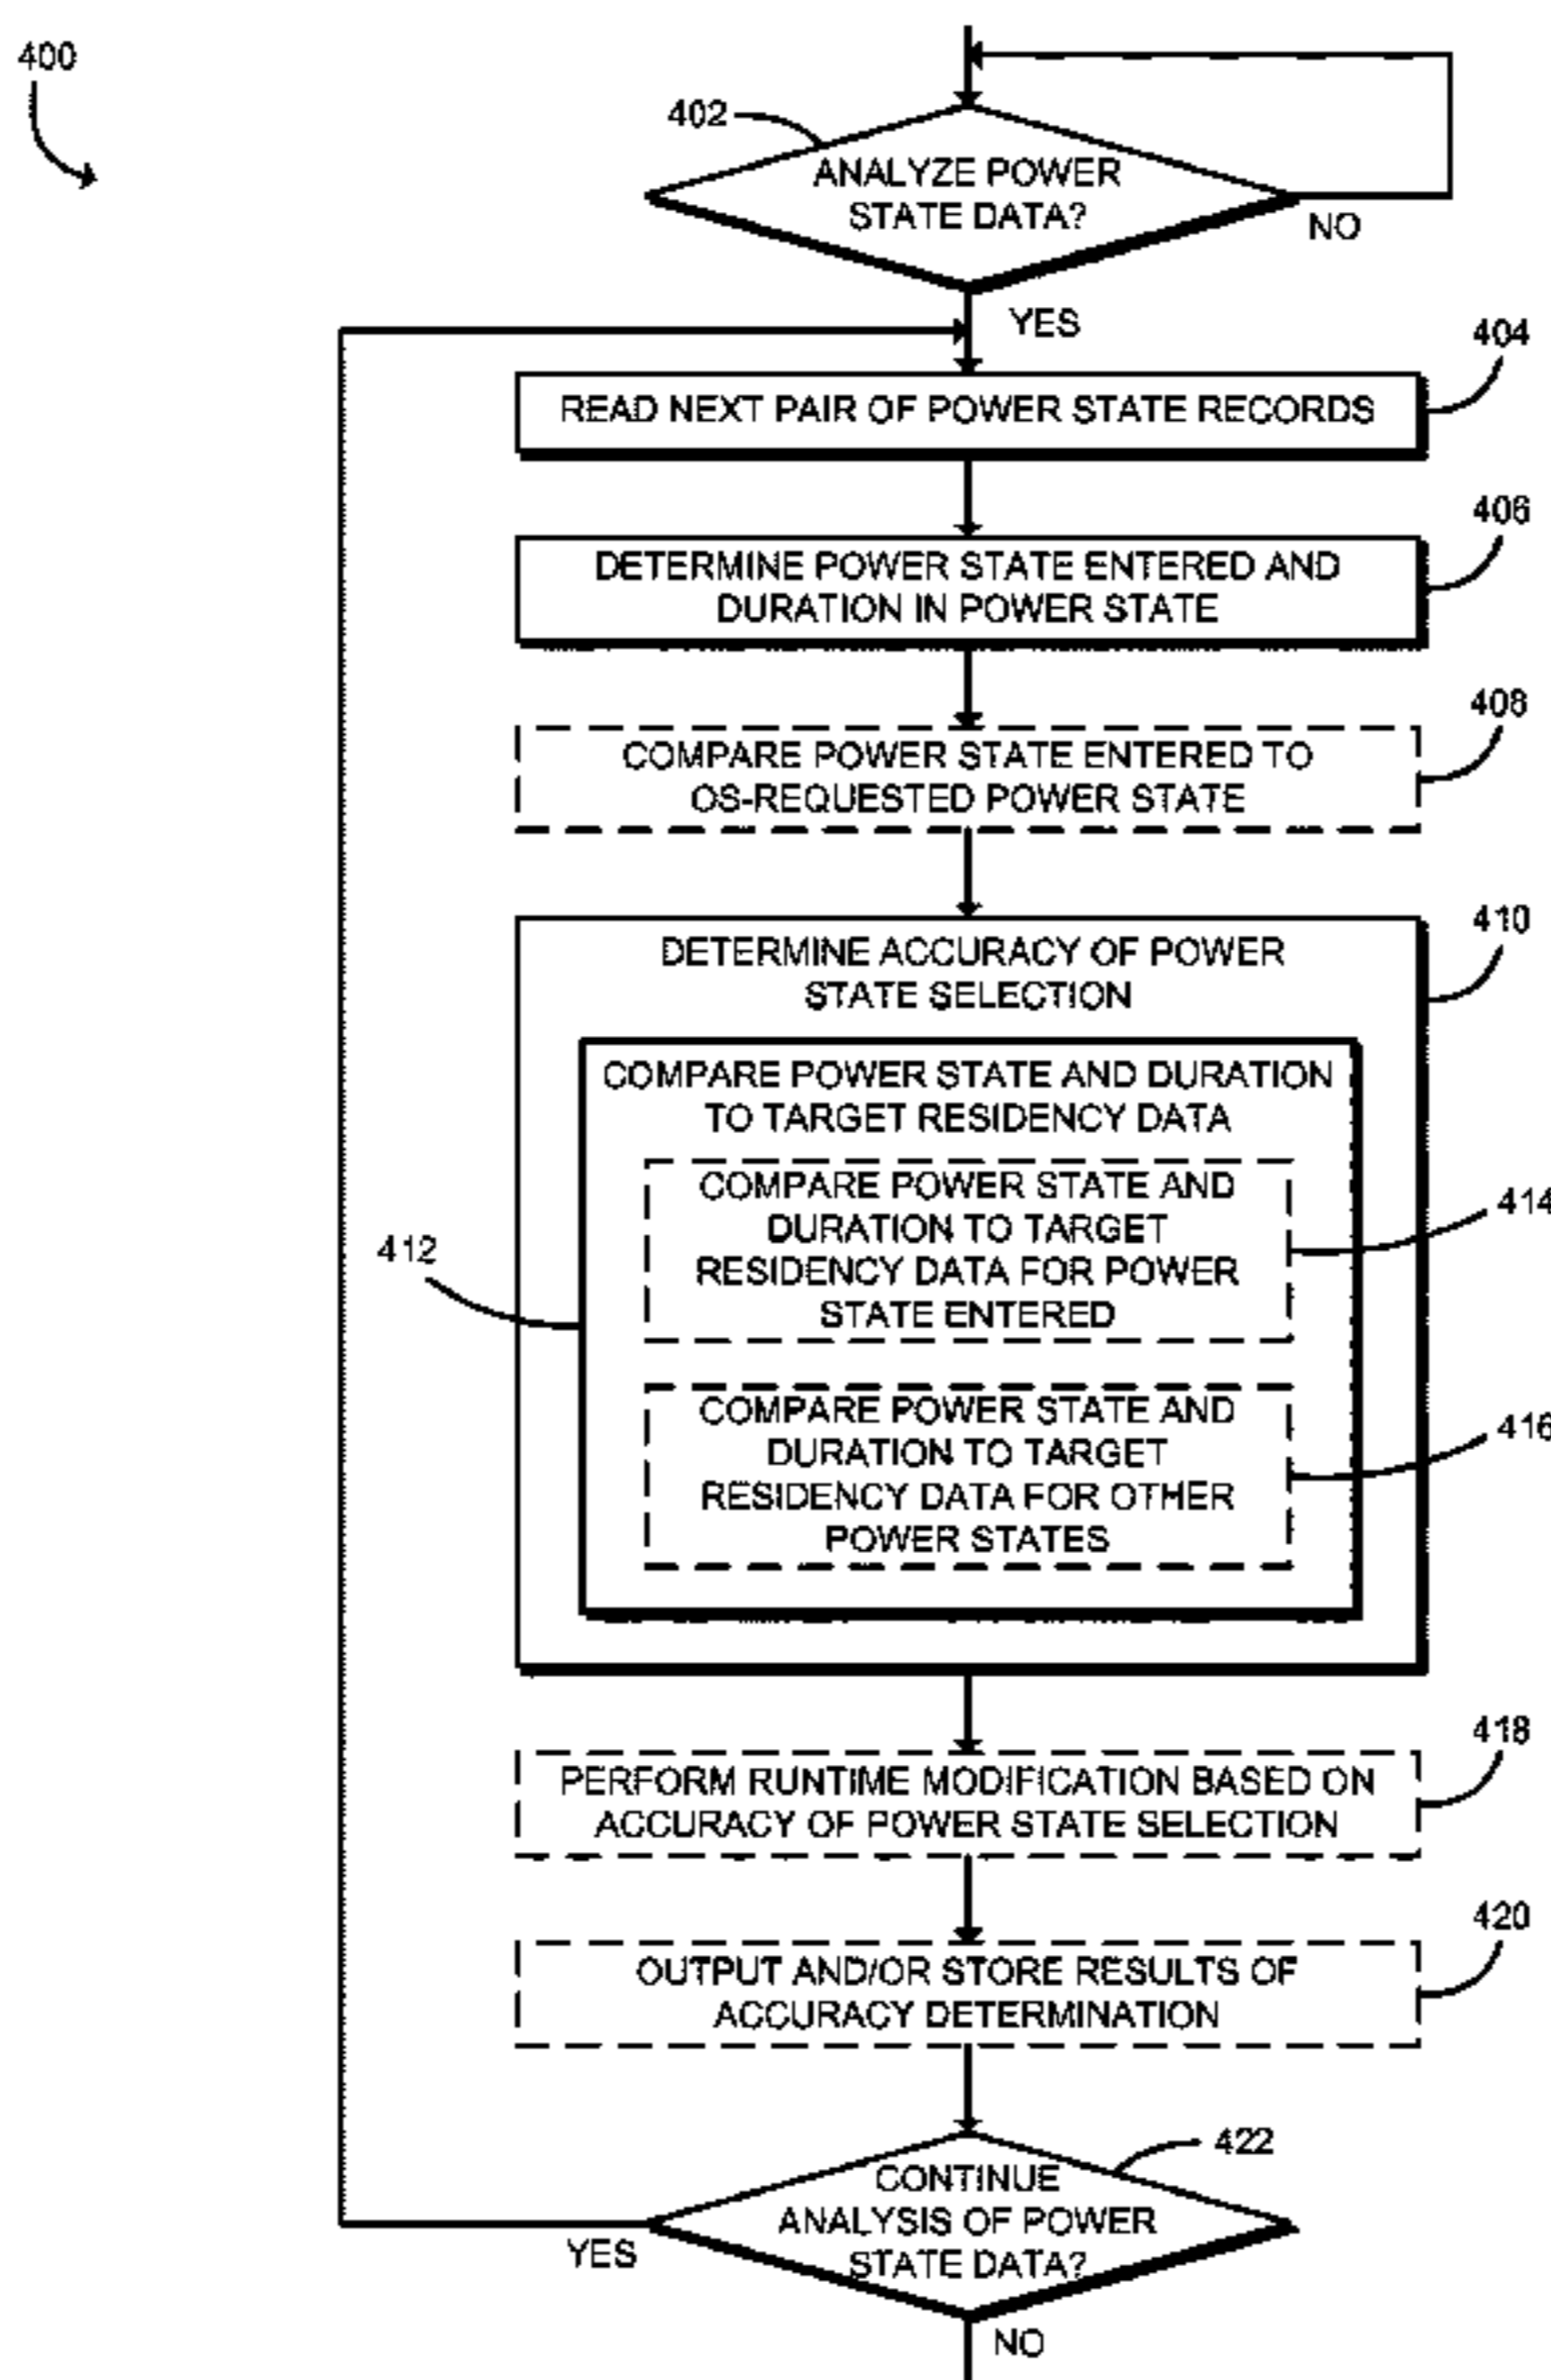 400
402
ANALYZE POWER
STATE DATA?
NO
YES
404
READ NEXT PAIR OF POWER STATE RECORDS
406
DETERMINE POWER STATE ENTERED AND
DURATION IN POWER STATE
408
COMPARE POWER STATE ENTERED TO
OS-REQUESTED POWER STATE
410
DETERMINE ACCURACY OF POWER
STATE SELECTION
412
COMPARE POWER STATE AND DURATION
TO TARGET RESIDENCY DATA
414
COMPARE POWER STATE AND
DURATION TO TARGET
RESIDENCY DATA FOR POWER
STATE ENTERED
416
COMPARE POWER STATE AND
DURATION TO TARGET
RESIDENCY DATA FOR OTHER
POWER STATES
418
PERFORM RUNTIME MODIFICATION BASED ON
ACCURACY OF POWER STATE SELECTION
420
OUTPUT AND/OR STORE RESULTS OF
ACCURACY DETERMINATION
422
CONTINUE
ANALYSIS OF POWER
STATE DATA?
YES
NO